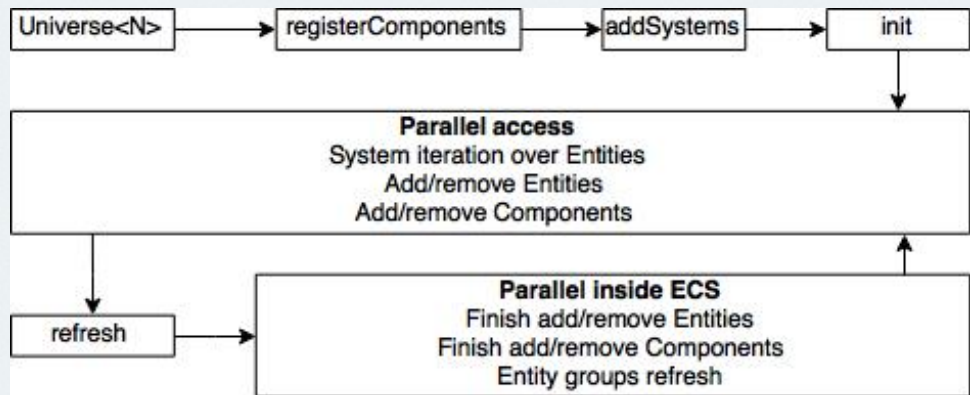 Universe<N>
registerComponents
addSystems
init
Parallel access
System iteration over Entities
Add/remove Entities
Add/remove Components
refresh
Parallel inside ECS
Finish add/remove Entities
Finish add/remove Components
Entity groups refresh